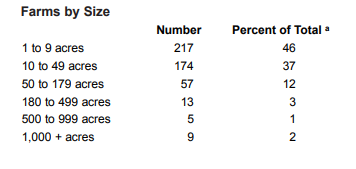 Farms by Size
Number Percent of Total a
1 to 9 acres 217 46
10 to 49 acres 174 37
50 to 179 acres 57 12
180 to 499 acres 13 3
500 to 999 acres 5 1
1,000 + acres 9 2